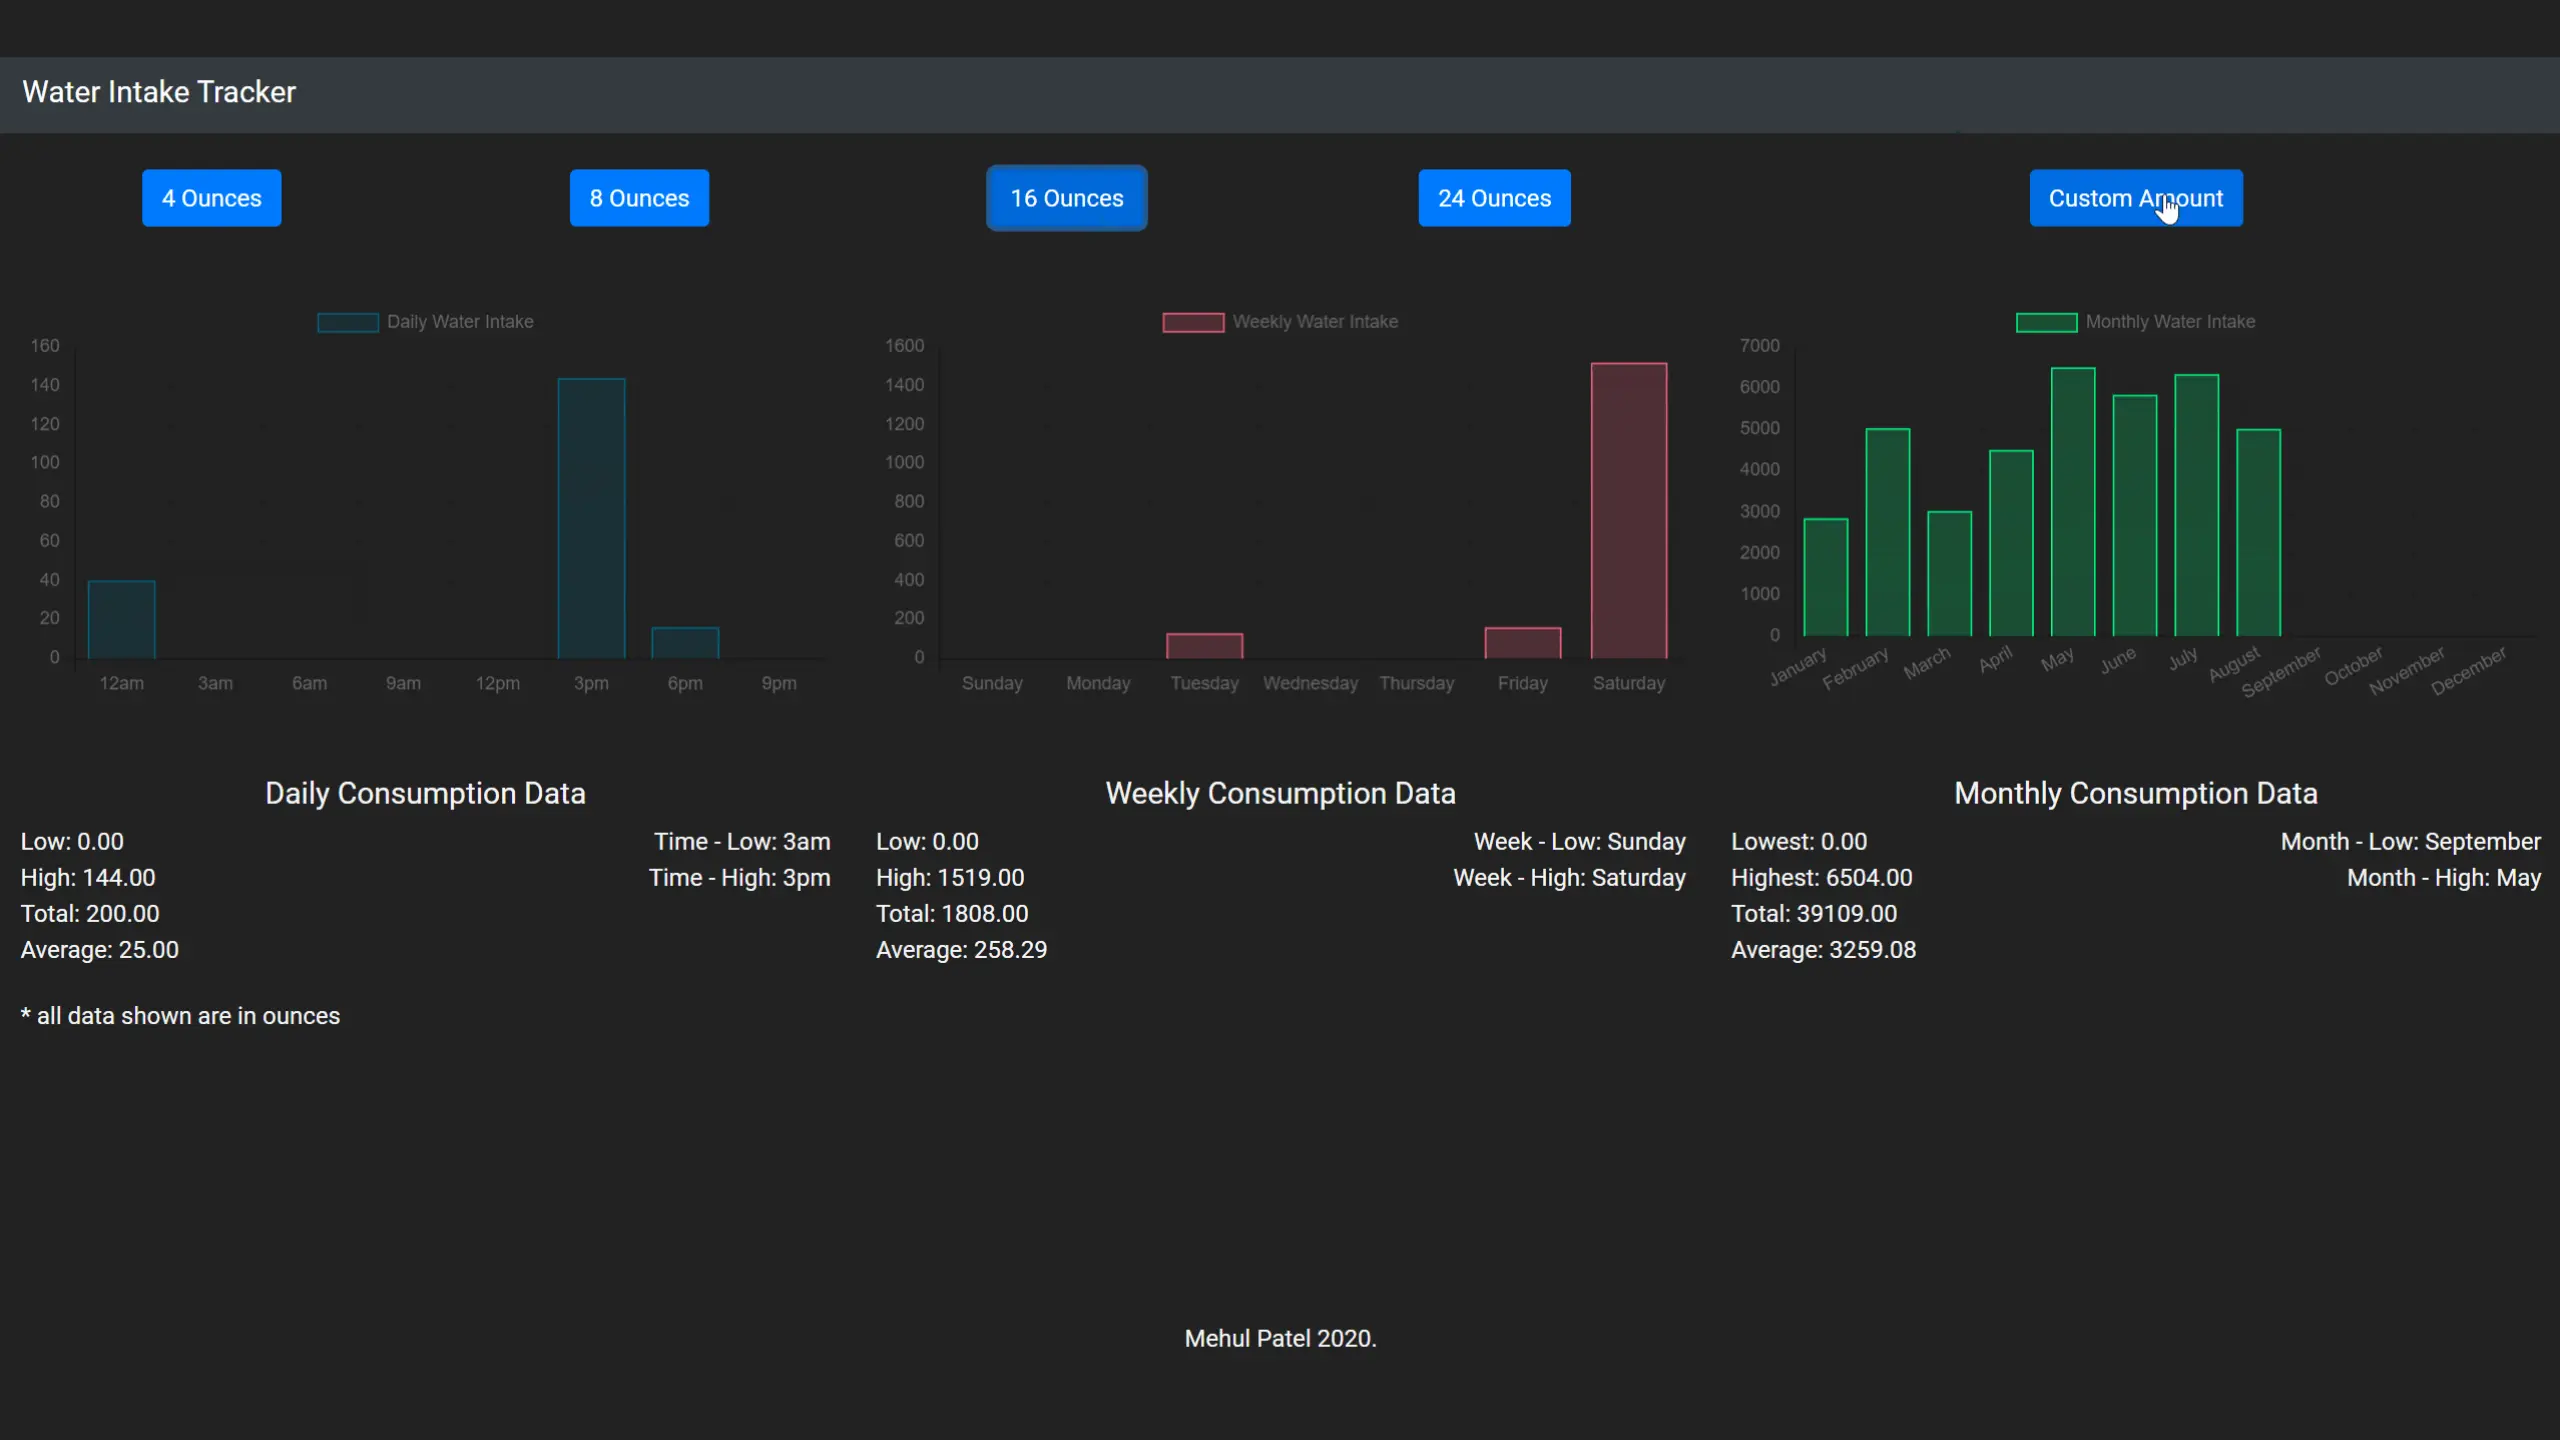 Water Intake Tracker
4 Ounces
8 Ounces
16 Ounces
24 Ounces
Custom Amount
Daily Water Intake
160
140
120
100
80
60
40
20
0
12am 3am 6am 9am 12pm 3pm 6pm 9pm
Weekly Water Intake
1600
1400
1200
1000
800
600
400
200
0
Sunday Monday Tuesday Wednesday Thursday Friday Saturday
Monthly Water Intake
7000
6000
5000
4000
3000
2000
1000
0
January February March April May June July August September October November December
Daily Consumption Data
Low: 0.00
Time - Low: 3am
High: 144.00
Time - High: 3pm
Total: 200.00
Average: 25.00
Weekly Consumption Data
Low: 0.00
Week - Low: Sunday
High: 1519.00
Week - High: Saturday
Total: 1808.00
Average: 258.29
Monthly Consumption Data
Lowest: 0.00
Month - Low: September
Highest: 6504.00
Month - High: May
Total: 39109.00
Average: 3259.08
* all data shown are in ounces
Mehul Patel 2020.